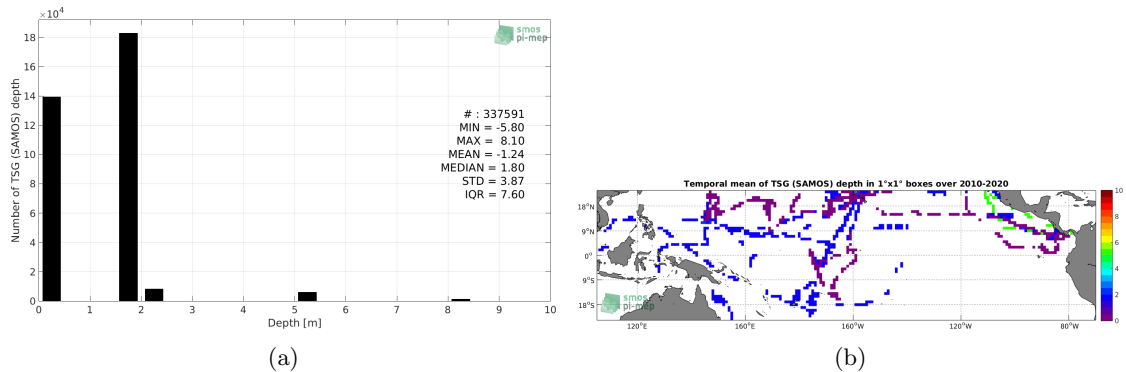 ×10⁴
18
16
14
12
10
8
6
4
2
0
Number of TSG (SAMOS) depth
smos
pi-mep
# : 337591
MIN = -5.80
MAX = 8.10
MEAN = -1.24
MEDIAN = 1.80
STD = 3.87
IQR = 7.60
0 1 2 3 4 5 6 7 8 9 10
Depth [m]
(a)
Temporal mean of TSG (SAMOS) depth in 1°x1° boxes over 2010-2020
18°N
9°N
0°
9°S
18°S
smos
pi-mep
120°E 160°E 160°W 120°W 80°W
10
8
6
4
2
0
(b)